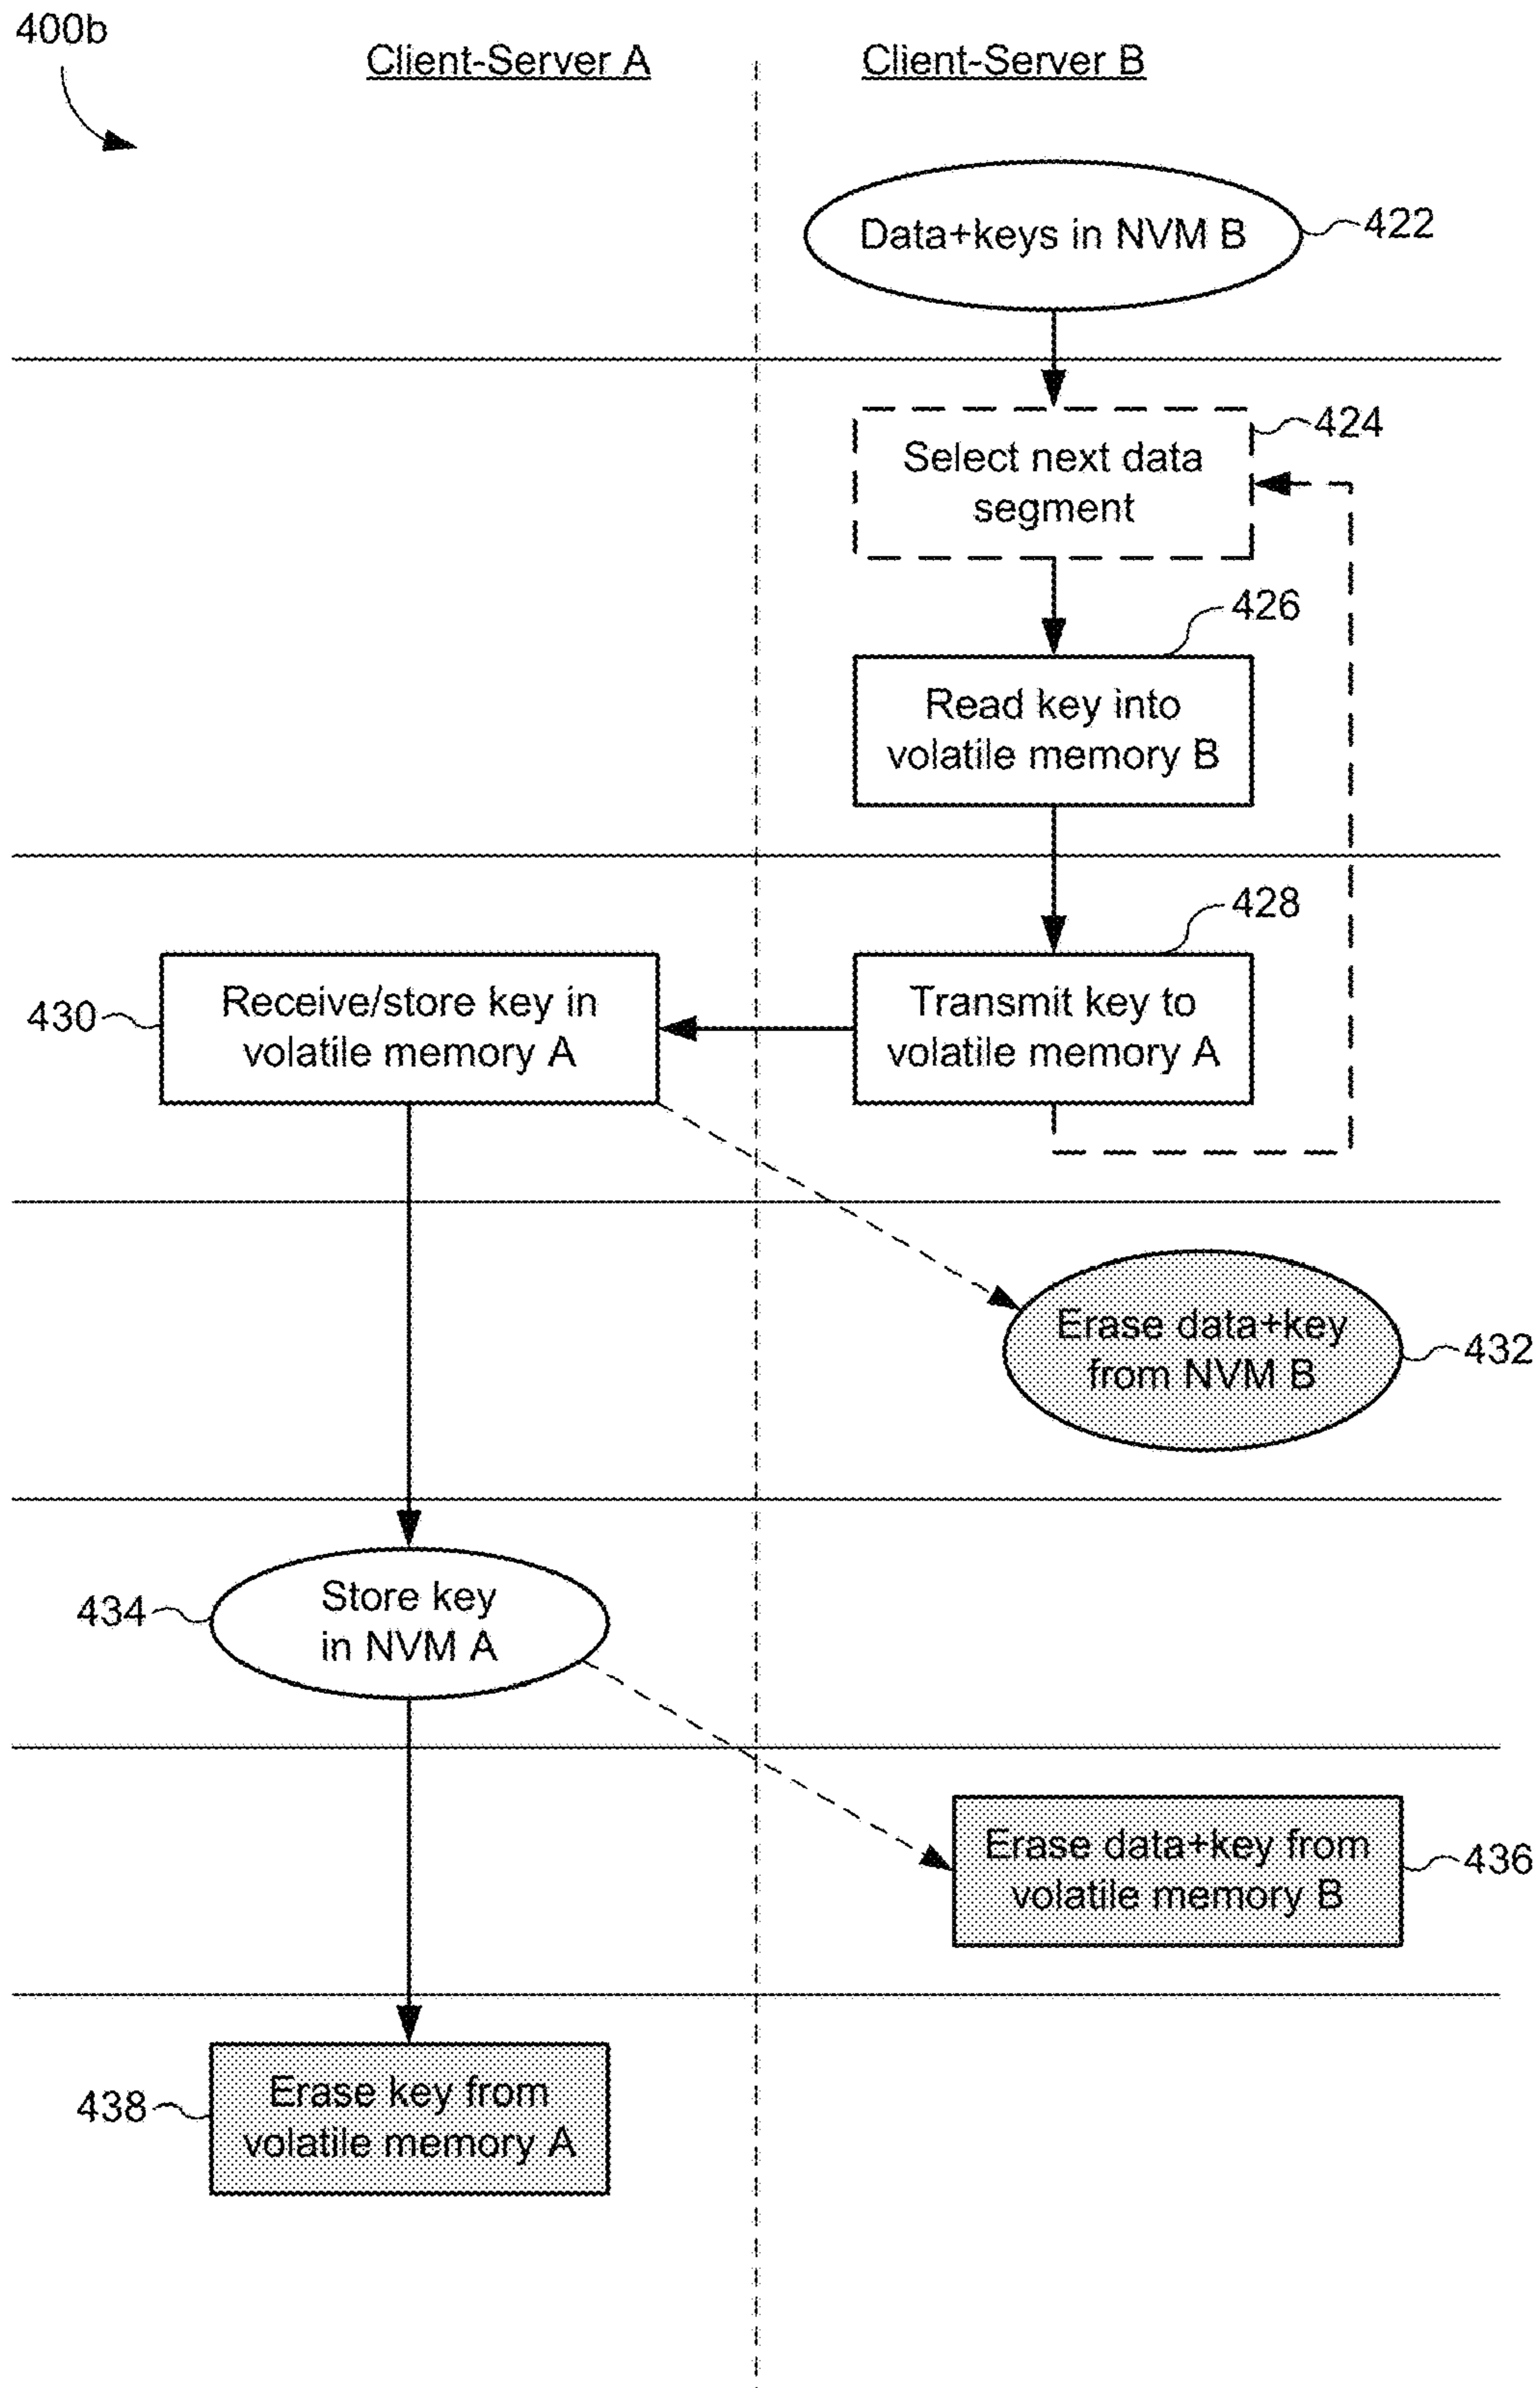 400b
Client-Server A
Client-Server B
Data+keys in NVM B
422
Select next data
segment
424
Read key into
volatile memory B
426
Receive/store key in
volatile memory A
430
Transmit key to
volatile memory A
428
Erase data+key
from NVM B
432
Store key
in NVM A
434
Erase data+key from
volatile memory B
436
Erase key from
volatile memory A
438